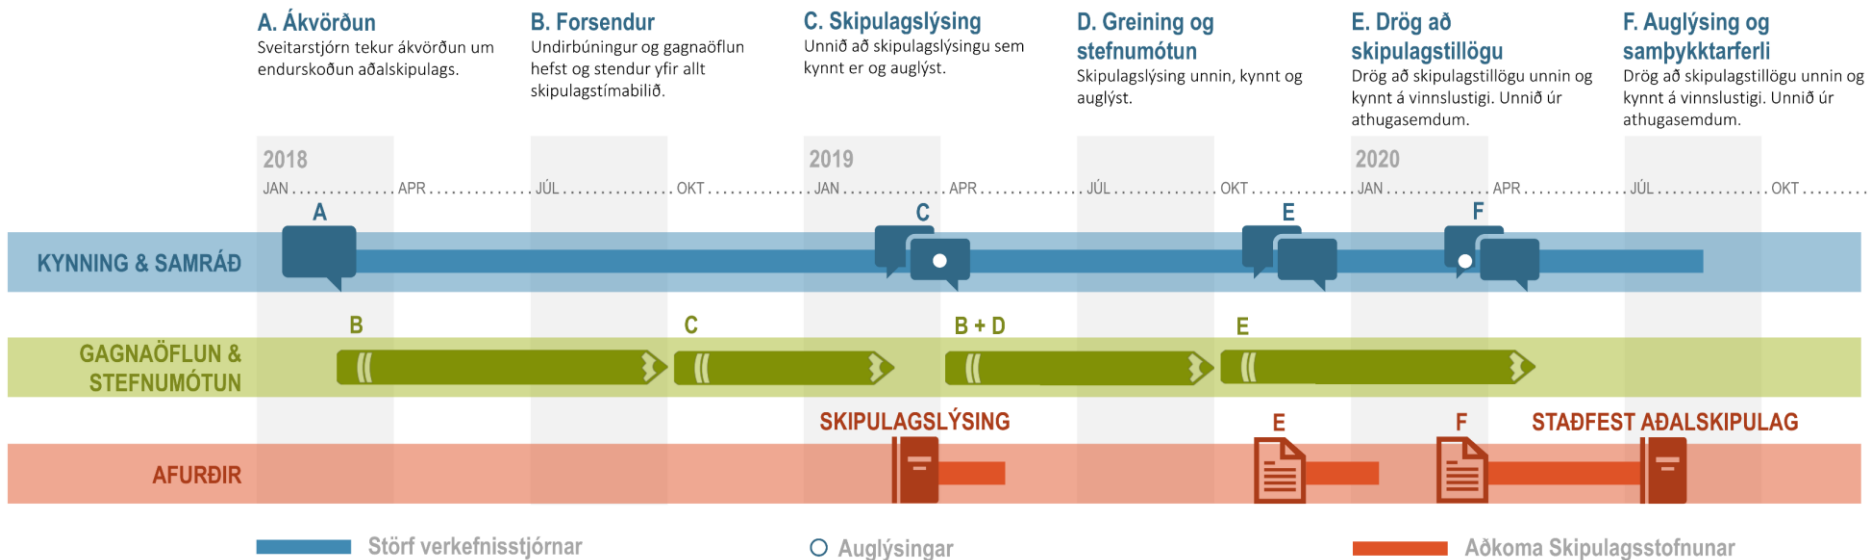 A. Ákvörðun
Sveitarstjórn tekur ákvörðun um
endurskoðun aðalskipulags.
B. Forsendur
Undirbúningur og gagnaöflun
hefst og stendur yfir allt
skipulagstímabilið.
C. Skipulagslýsing
Unnið að skipulagslýsingu sem
kynnt er og auglýst.
D. Greining og
stefnumótun
Skipulagslýsing unnin, kynnt og
auglýst.
E. Drög að
skipulagstillögu
Drög að skipulagstillögu unnin og
kynnt á vinnslustigi. Unnið úr
athugasemdum.
F. Auglýsing og
samþykktarferli
Drög að skipulagstillögu unnin og
kynnt á vinnslustigi. Unnið úr
athugasemdum.
2018 2019 2020
JAN APR JÚL OKT JAN APR JÚL OKT JAN APR JÚL OKT
A C E F
KYNNING & SAMRÁÐ
B C B + D E
GAGNAÖFLUN &
STEFNUMÓTUN
SKIPULAGSLÝSING E F STAÐFEST AÐALSKIPULAG
AFURÐIR
Störf verkefnisstjórnar Auglýsingar Aðkoma Skipulagsstofnunar